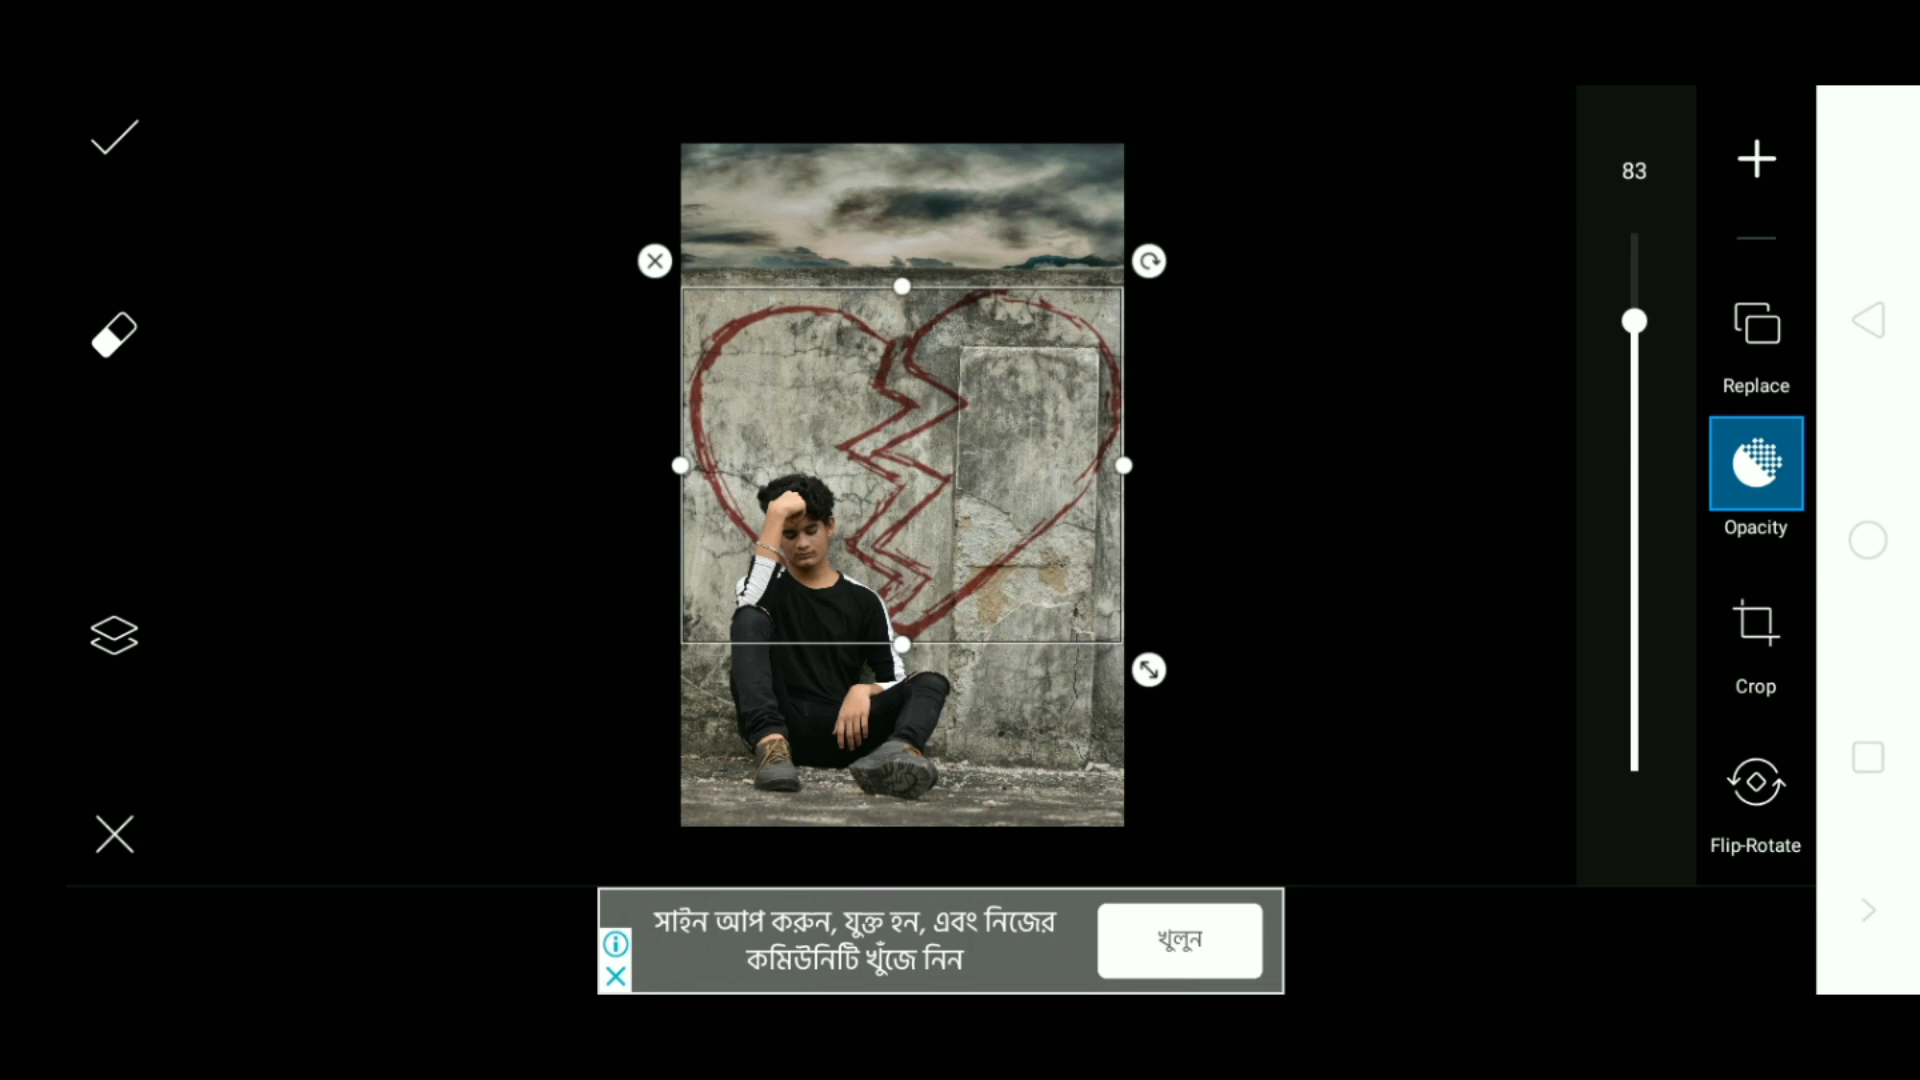 83
Replace
Opacity
Crop
Flip-Rotate
সাইন আপ করুন, যুক্ত হন, এবং নিজের
কমিউনিটি খুঁজে নিন
খুলুন